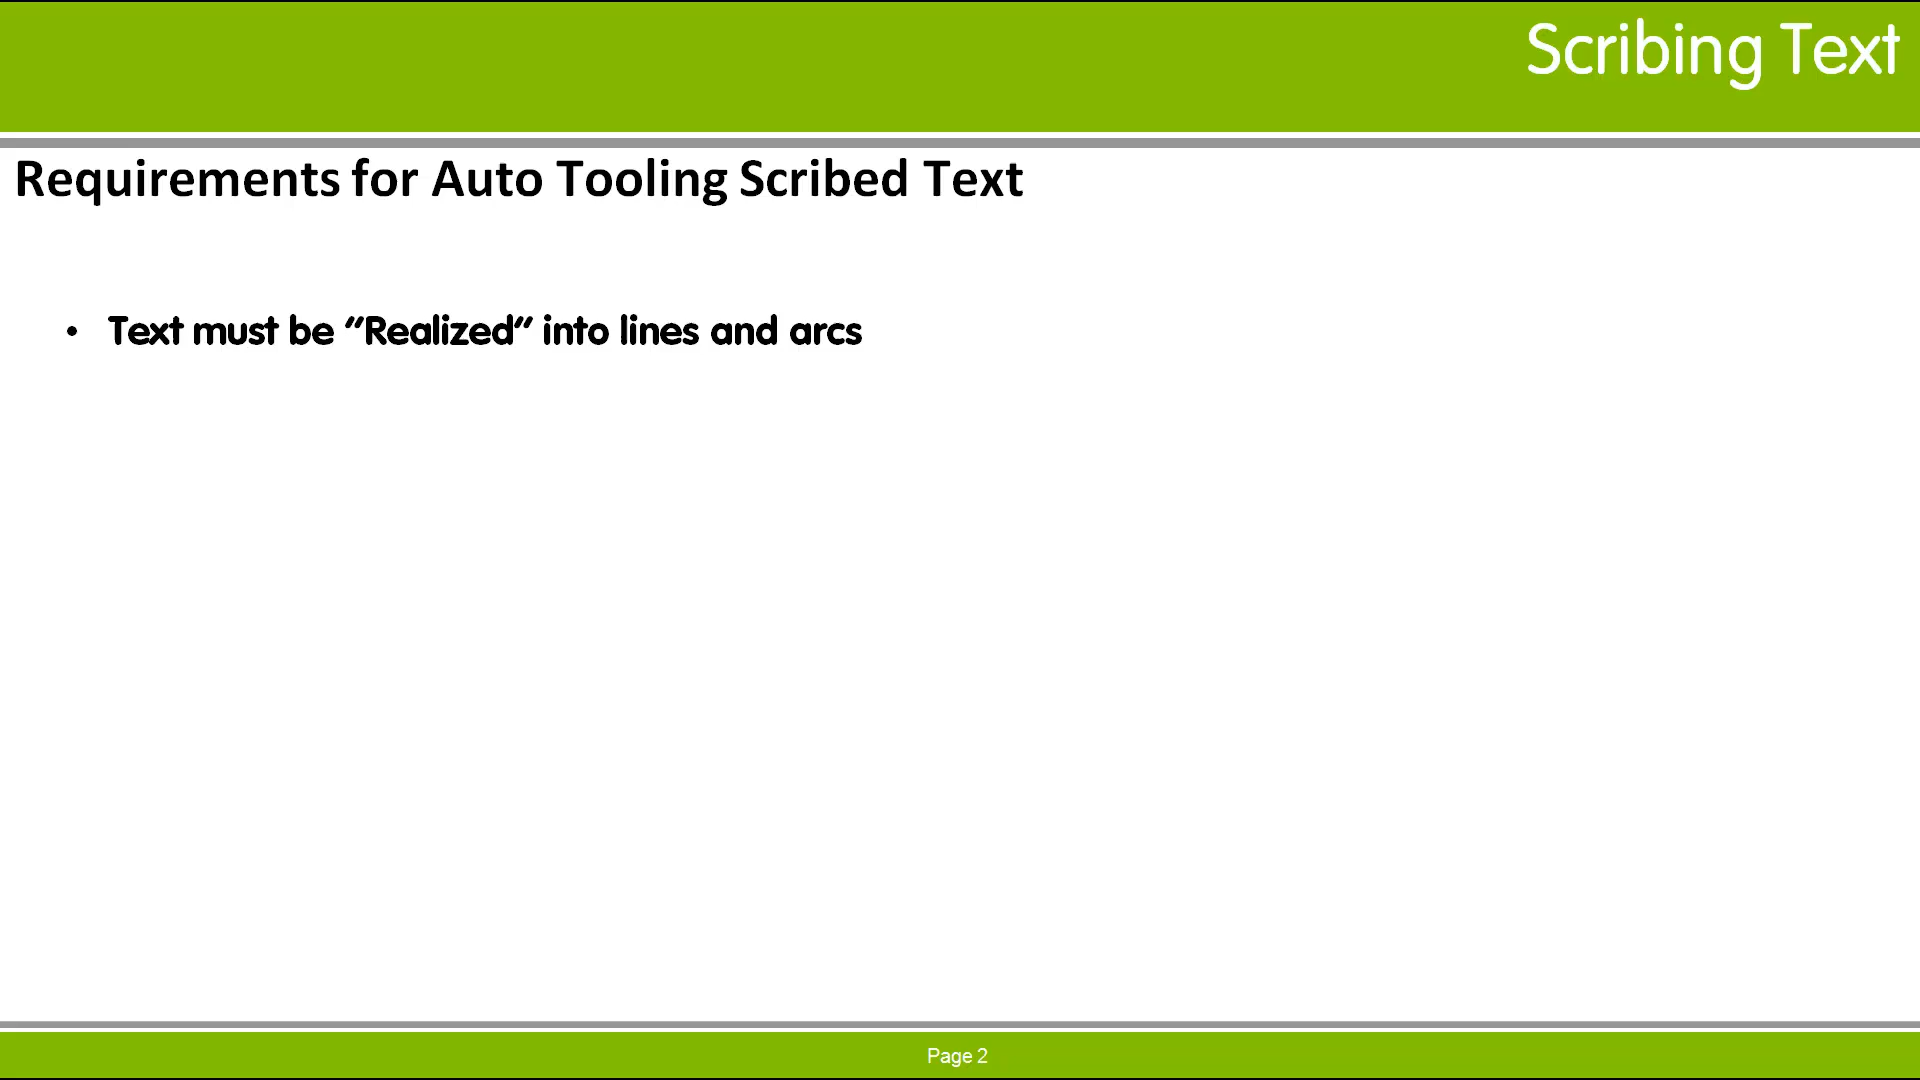 Scribing Text
Requirements for Auto Tooling Scribed Text
• Text must be “Realized” into lines and arcs
Page 2